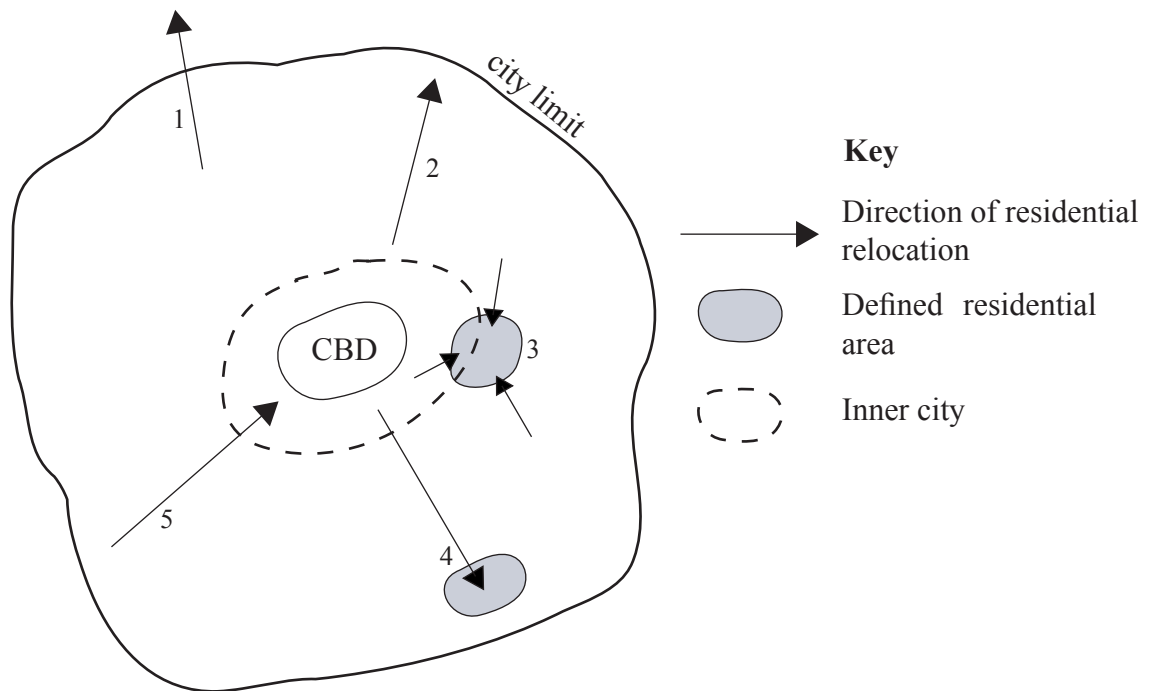 city limit
1
2
CBD
3
4
5
Key
Direction of residential
relocation
Defined residential
area
Inner city